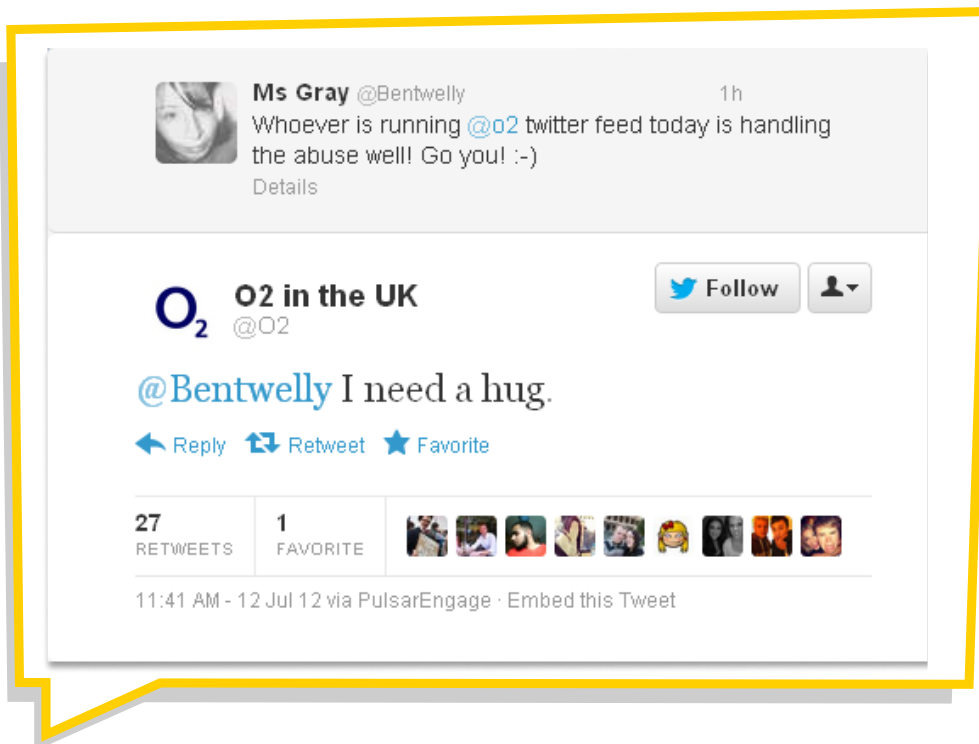 Ms Gray @Bentwelly 1h
Whoever is running @o2 twitter feed today is handling
the abuse well! Go you! :-)
Details
O2
O2 in the UK
@O2
Follow
@Bentwelly I need a hug.
Reply Retweet Favorite
27 1
RETWEETS FAVORITE
11:41 AM - 12 Jul 12 via PulsarEngage · Embed this Tweet